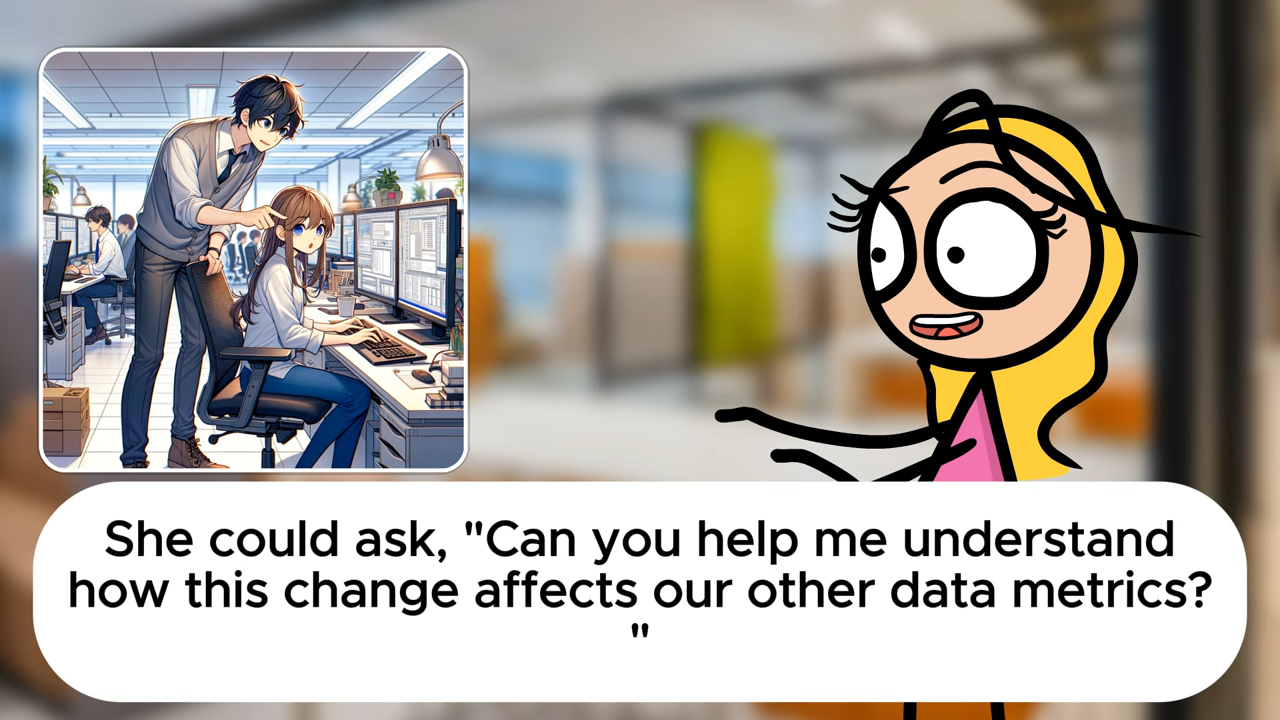 She could ask, "Can you help me understand
how this change affects our other data metrics?
"